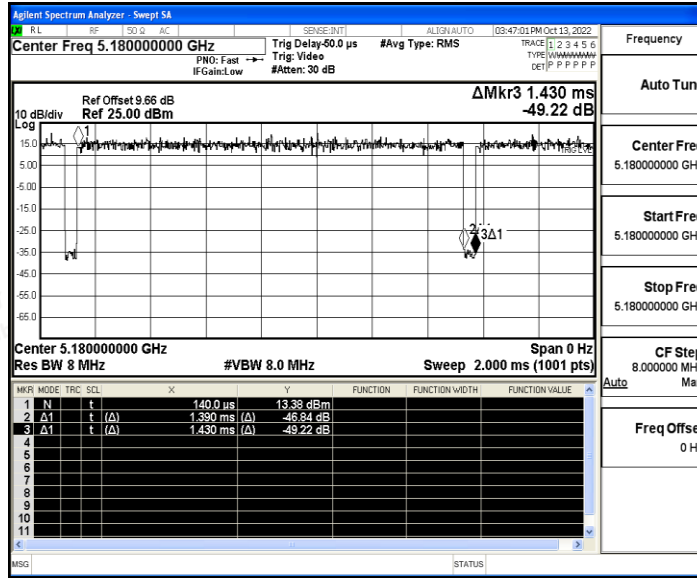 Agilent Spectrum Analyzer - Swept SA
RL RF 50 Ω AC SENSE:INT ALIGNAUTO 03:47:01 PM Oct 13, 2022
Center Freq 5.180000000 GHz
PNO: Fast
IFGain:Low
Trig Delay-50.0 µs
Trig: Video
#Atten: 30 dB
#Avg Type: RMS
TRACE 1 2 3 4 5 6
TYPE
DET P P P P P P
Ref Offset 9.66 dB
10 dB/div Ref 25.00 dBm
ΔMkr3 1.430 ms
-49.22 dB
Log
15.0
5.00
-5.00
-15.0
-25.0
-35.0
-45.0
-55.0
-65.0
1
2
3Δ1
Center 5.180000000 GHz Span 0 Hz
Res BW 8 MHz #VBW 8.0 MHz Sweep 2.000 ms (1001 pts)
MKR MODE TRC SCL X Y FUNCTION FUNCTION WIDTH FUNCTION VALUE
1 N t 140.0 µs 13.38 dBm
2 Δ1 t (Δ) 1.390 ms (Δ) -46.84 dB
3 Δ1 t (Δ) 1.430 ms (Δ) -49.22 dB
4
5
6
7
8
9
10
11
MSG STATUS
Frequency
Auto Tun
Center Fre
5.180000000 GH
Start Fre
5.180000000 GH
Stop Fre
5.180000000 GH
CF Ste
8.000000 MH
Auto Ma
Freq Offse
0 H